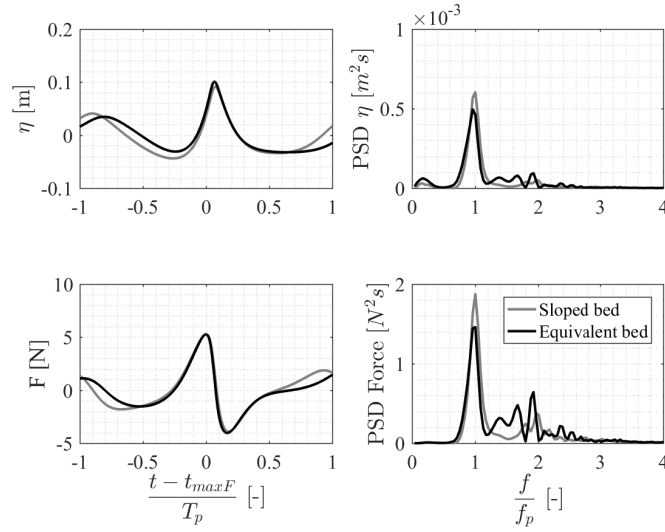 ×10⁻³
0.2
0.1
0
-0.1
η [m]
-1 -0.5 0 0.5 1
1
0.5
0
PSD η [m²s]
0 1 2 3 4
10
5
0
-5
F [N]
-1 -0.5 0 0.5 1
t − t_maxF
T_p
[-]
2
1
0
PSD Force [N²s]
Sloped bed
Equivalent bed
0 1 2 3 4
f
f_p
[-]